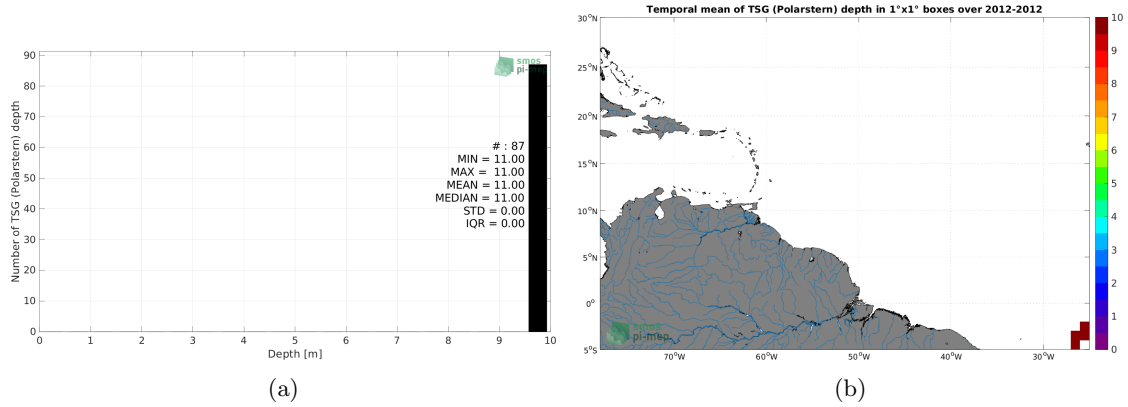 smos
pi-mep
90
80
70
60
50
40
30
20
10
0
Number of TSG (Polarstern) depth
# : 87
MIN = 11.00
MAX = 11.00
MEAN = 11.00
MEDIAN = 11.00
STD = 0.00
IQR = 0.00
0 1 2 3 4 5 6 7 8 9 10
Depth [m]
(a)
Temporal mean of TSG (Polarstern) depth in 1°x1° boxes over 2012-2012
30°N
25°N
20°N
15°N
10°N
5°N
0°
5°S
smos
pi-mep
70°W 60°W 50°W 40°W 30°W
10
9
8
7
6
5
4
3
2
1
0
(b)